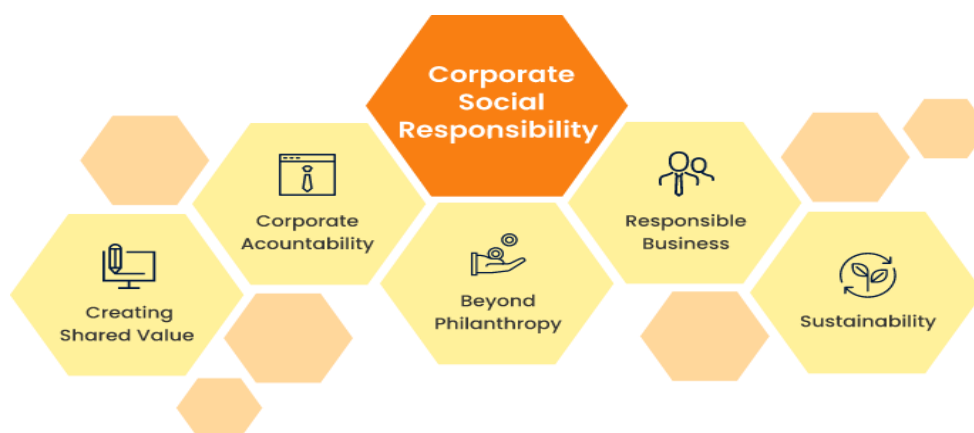 Corporate
Social
Responsibility
Corporate
Acountability
Responsible
Business
Creating
Shared Value
Beyond
Philanthropy
Sustainability